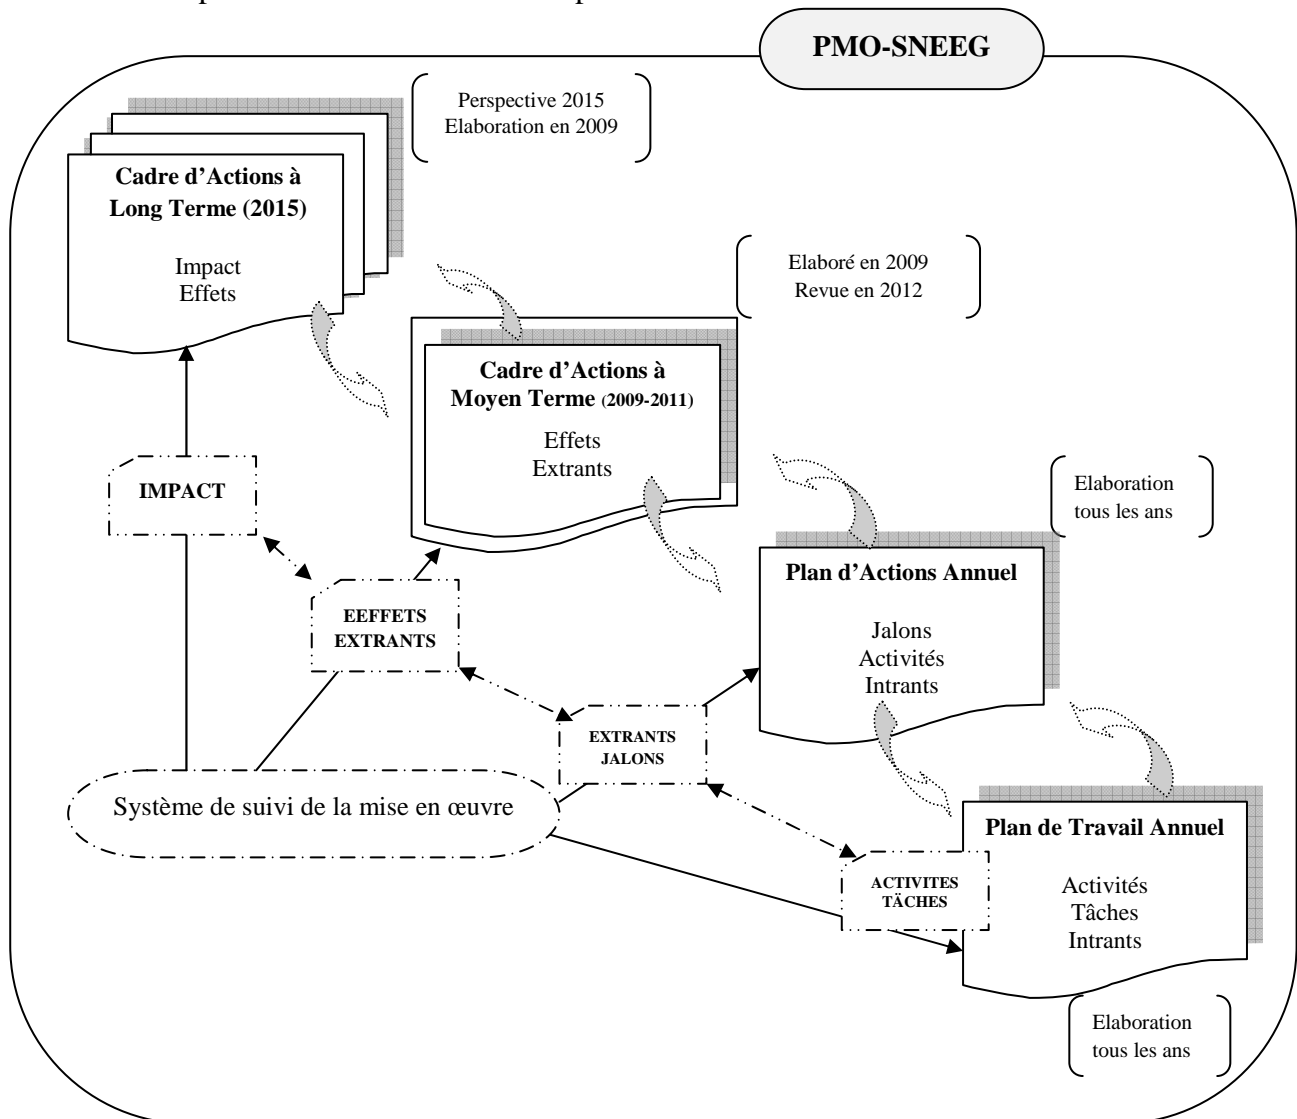 PMO-SNEEG
Perspective 2015
Elaboration en 2009
Cadre d'Actions à
Long Terme (2015)
Impact
Effets
Elaboré en 2009
Revue en 2012
Cadre d'Actions à
Moyen Terme (2009-2011)
Effets
Extrants
IMPACT
Elaboration
tous les ans
Plan d'Actions Annuel
Jalons
Activités
Intrants
EEFFETS
EXTRANTS
EXTRANTS
JALONS
Système de suivi de la mise en œuvre
Plan de Travail Annuel
Activités
Tâches
Intrants
ACTIVITES
TÄCHES
Elaboration
tous les ans